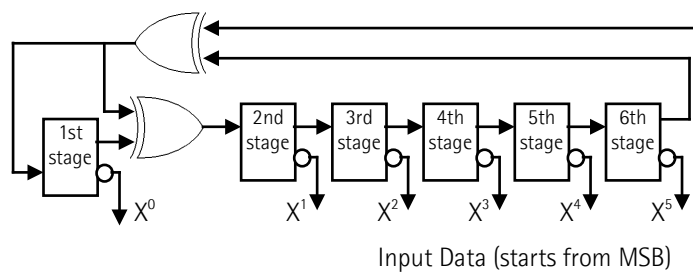 1st
stage
2nd
stage
3rd
stage
4th
stage
5th
stage
6th
stage
X⁰
X¹
X²
X³
X⁴
X⁵
Input Data (starts from MSB)